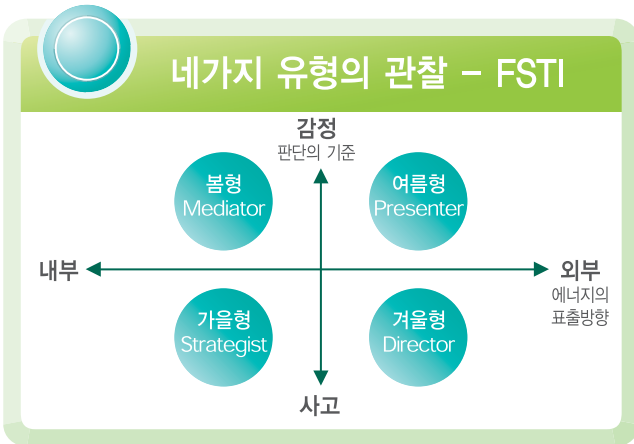 네가지 유형의 관찰 – FSTI
감정
판단의 기준
봄형
Mediator
여름형
Presenter
내부
외부
에너지의
표출방향
가을형
Strategist
겨울형
Director
사고